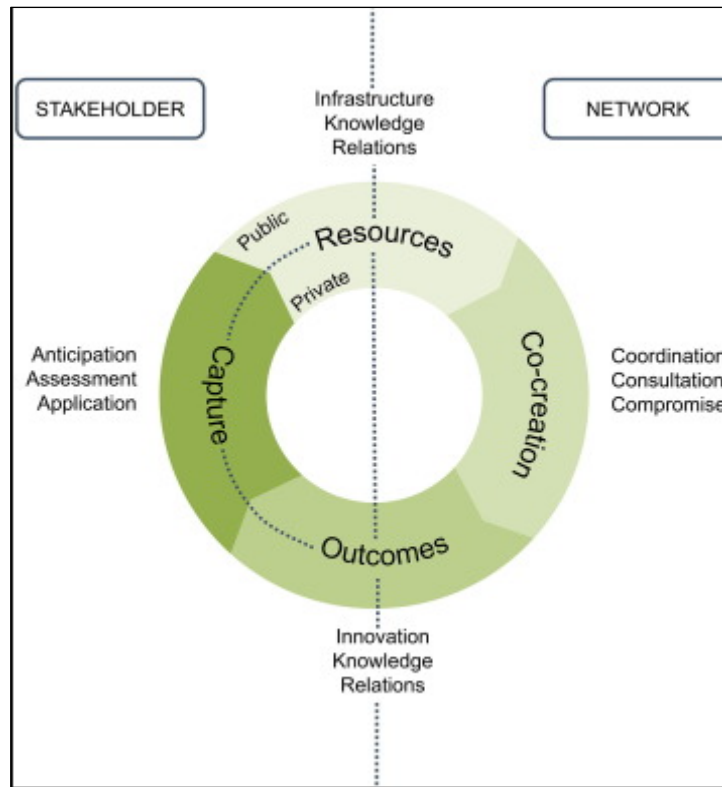 STAKEHOLDER
Infrastructure
Knowledge
Relations
NETWORK
Public
Resources
Private
Anticipation
Assessment
Application
Capture
Co-creation
Coordination
Consultation
Compromise
Outcomes
Innovation
Knowledge
Relations